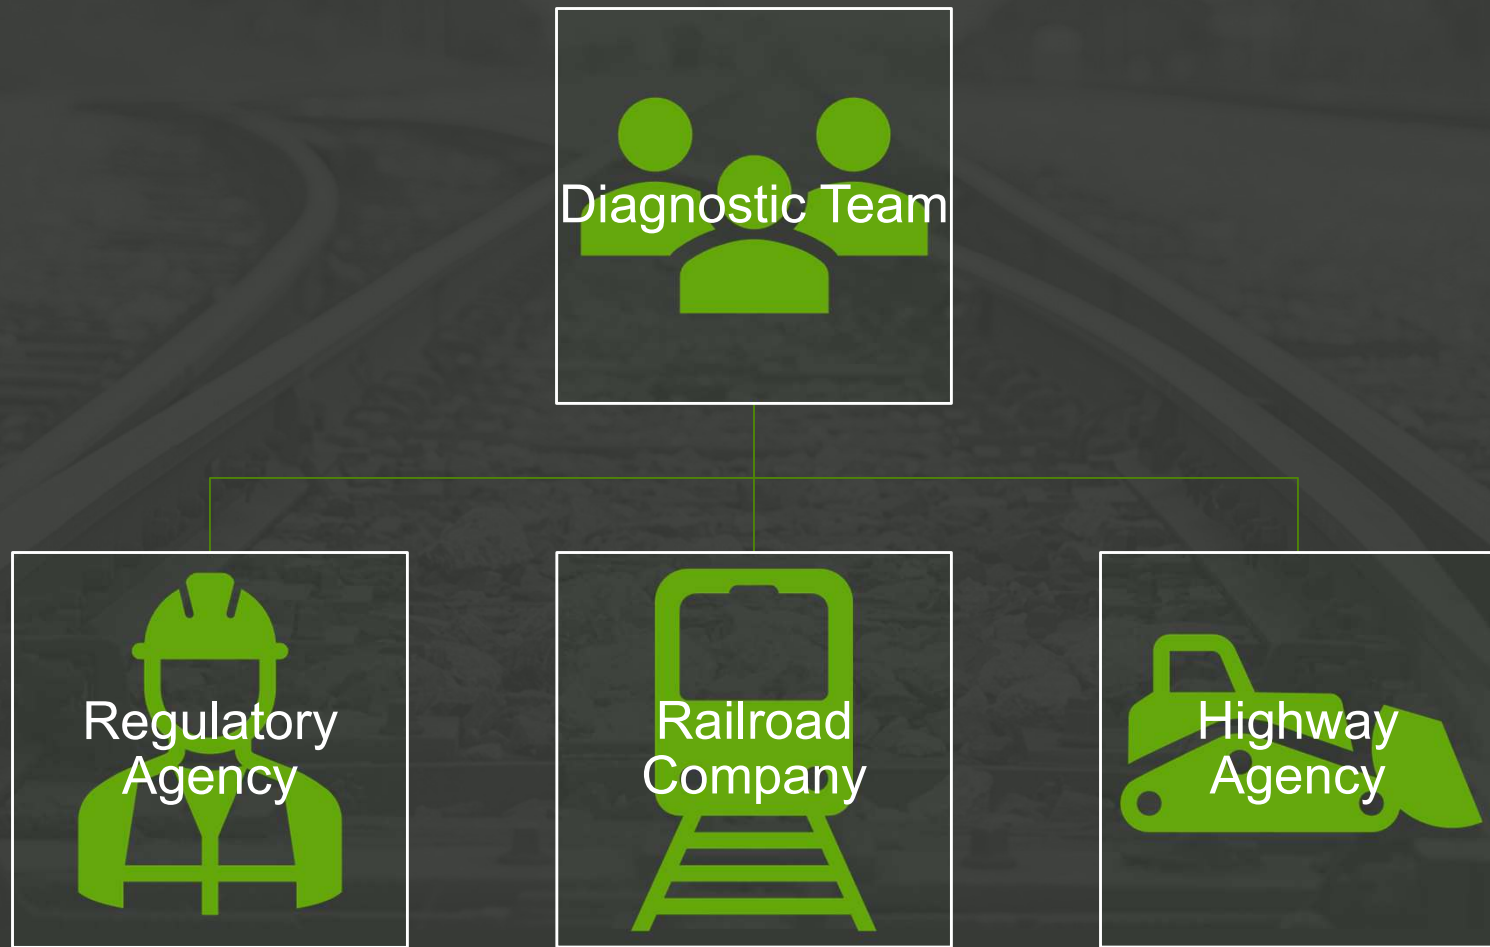 Diagnostic Team
Regulatory
Agency
Railroad
Company
Highway
Agency